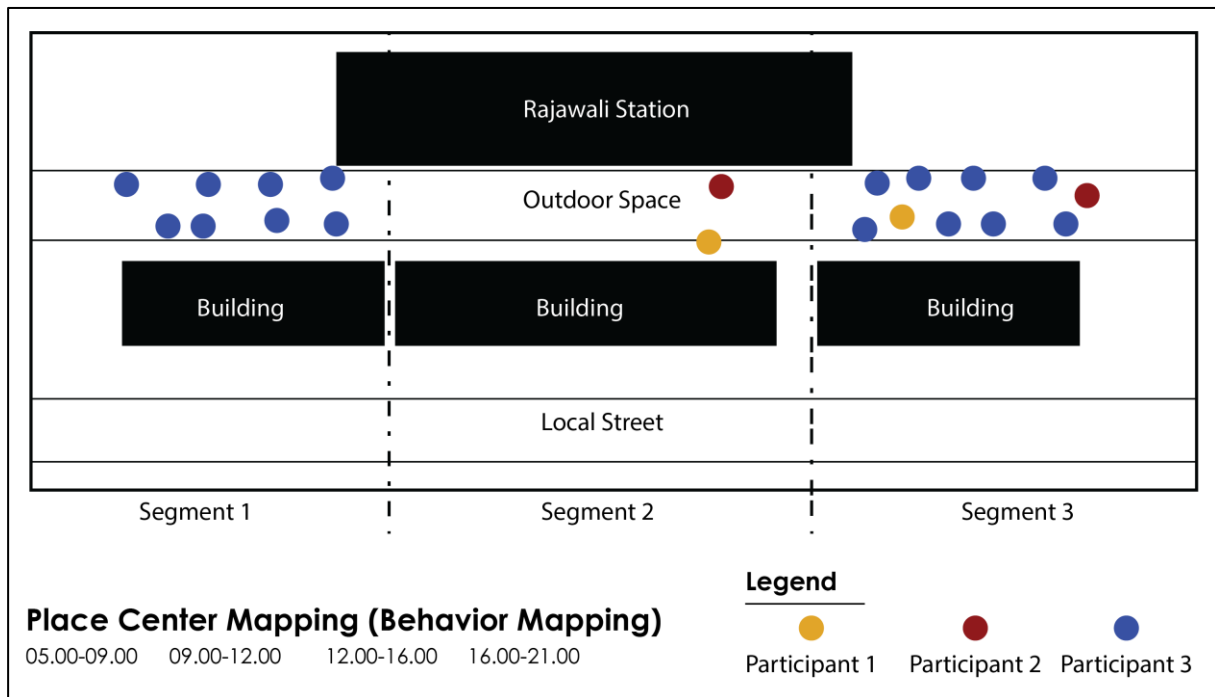 Rajawali Station
Outdoor Space
Building Building Building
Local Street
Segment 1 Segment 2 Segment 3
Legend
Place Center Mapping (Behavior Mapping)
05.00-09.00 09.00-12.00 12.00-16.00 16.00-21.00
Participant 1 Participant 2 Participant 3